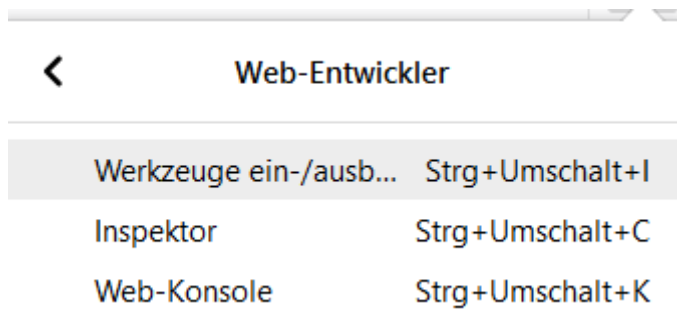 Web-Entwickler
Werkzeuge ein-/ausb... Strg+Umschalt+I
Inspektor Strg+Umschalt+C
Web-Konsole Strg+Umschalt+K